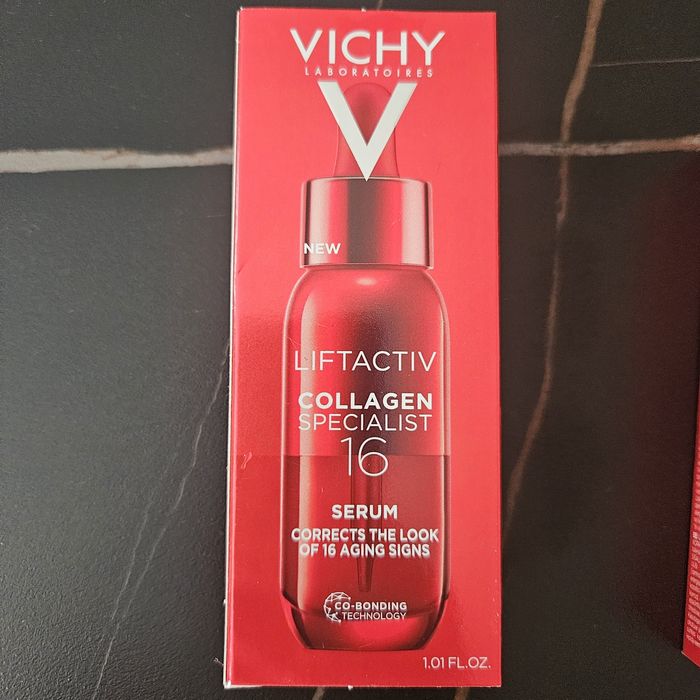 VICHY
LABORATOIRES
NEW
LIFTACTIV
COLLAGEN
SPECIALIST
16
SERUM
CORRECTS THE LOOK
OF 16 AGING SIGNS
CO-BONDING
TECHNOLOGY
1.01 FL.OZ.